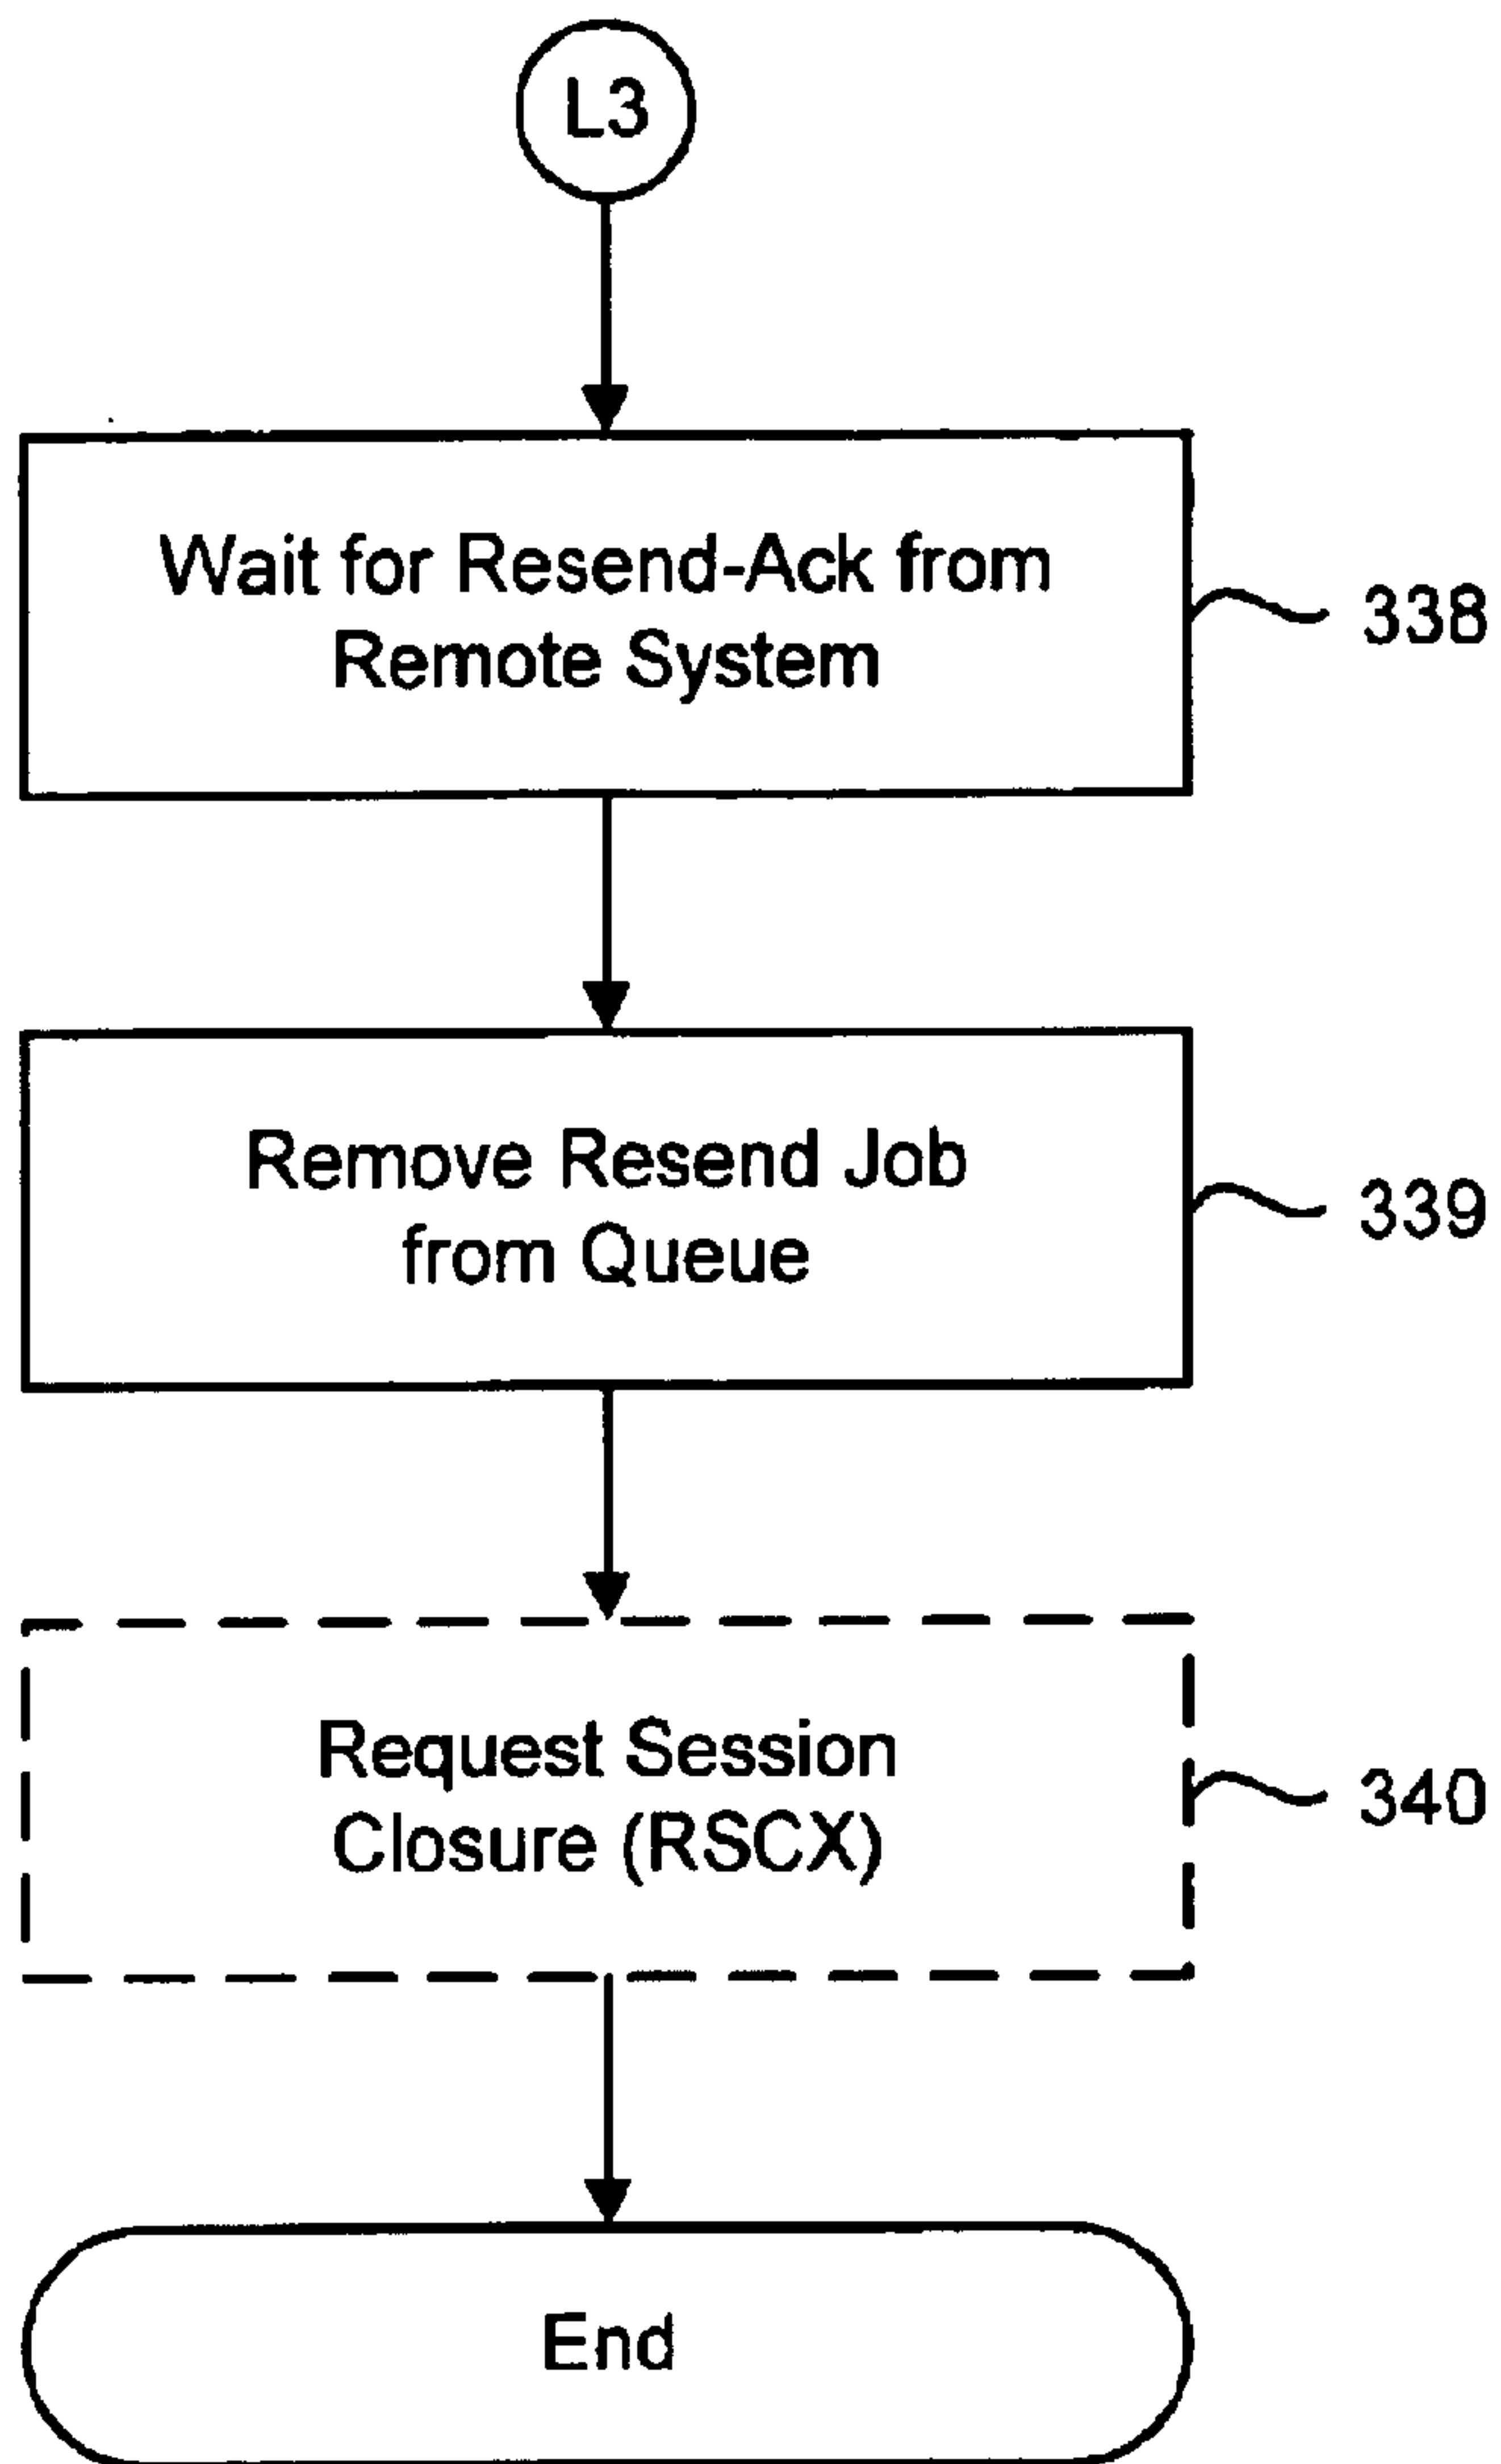 L3
Wait for Resend-Ack from
Remote System
338
Remove Resend Job
from Queue
339
Request Session
Closure (RSCX)
340
End